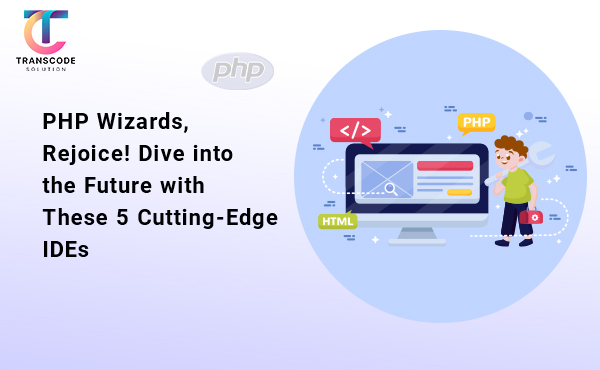 TRANSCODE
SOLUTION
php
PHP Wizards,
Rejoice! Dive into
the Future with
These 5 Cutting-Edge
IDEs
</>
PHP
HTML